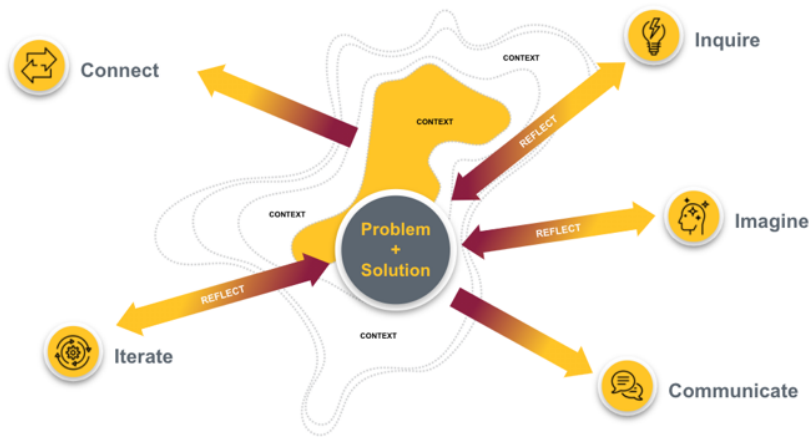 Connect
Inquire
CONTEXT
CONTEXT
REFLECT
CONTEXT
Problem
+
Solution
REFLECT
Imagine
REFLECT
CONTEXT
Iterate
Communicate